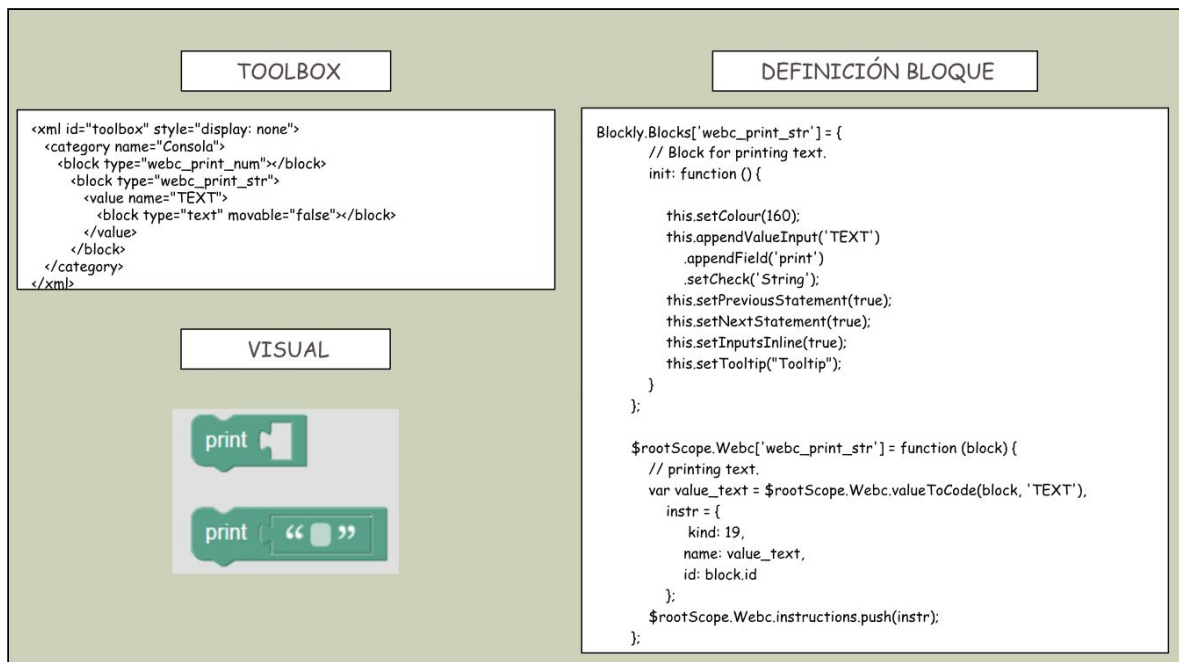 TOOLBOX
<xml id="toolbox" style="display: none">
<category name="Consola">
<block type="webc_print_num"></block>
<block type="webc_print_str">
<value name="TEXT">
<block type="text" movable="false"></block>
</value>
</block>
</category>
</xml>
VISUAL
print
print “ ”
DEFINICIÓN BLOQUE
Blockly.Blocks['webc_print_str'] = {
// Block for printing text.
init: function () {
this.setColour(160);
this.appendValueInput('TEXT')
.appendField('print')
.setCheck('String');
this.setPreviousStatement(true);
this.setNextStatement(true);
this.setInputsInline(true);
this.setTooltip("Tooltip");
}
};
$rootScope.Webc['webc_print_str'] = function (block) {
// printing text.
var value_text = $rootScope.Webc.valueToCode(block, 'TEXT'),
instr = {
kind: 19,
name: value_text,
id: block.id
};
$rootScope.Webc.instructions.push(instr);
};